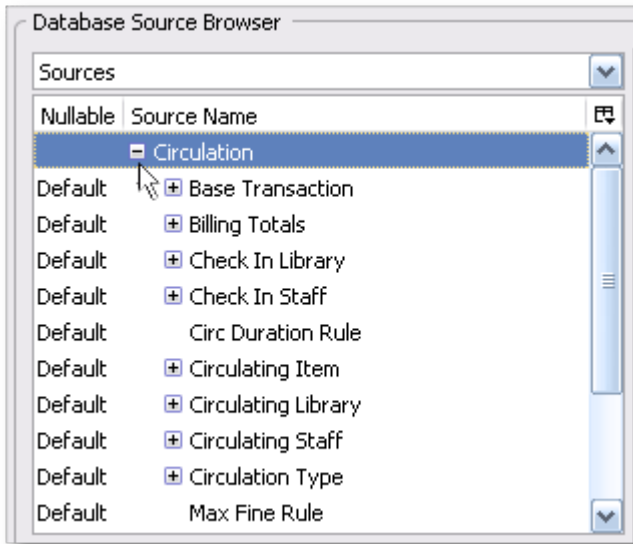 Database Source Browser
Sources
Nullable Source Name
Circulation
Default Base Transaction
Default Billing Totals
Default Check In Library
Default Check In Staff
Default Circ Duration Rule
Default Circulating Item
Default Circulating Library
Default Circulating Staff
Default Circulation Type
Default Max Fine Rule